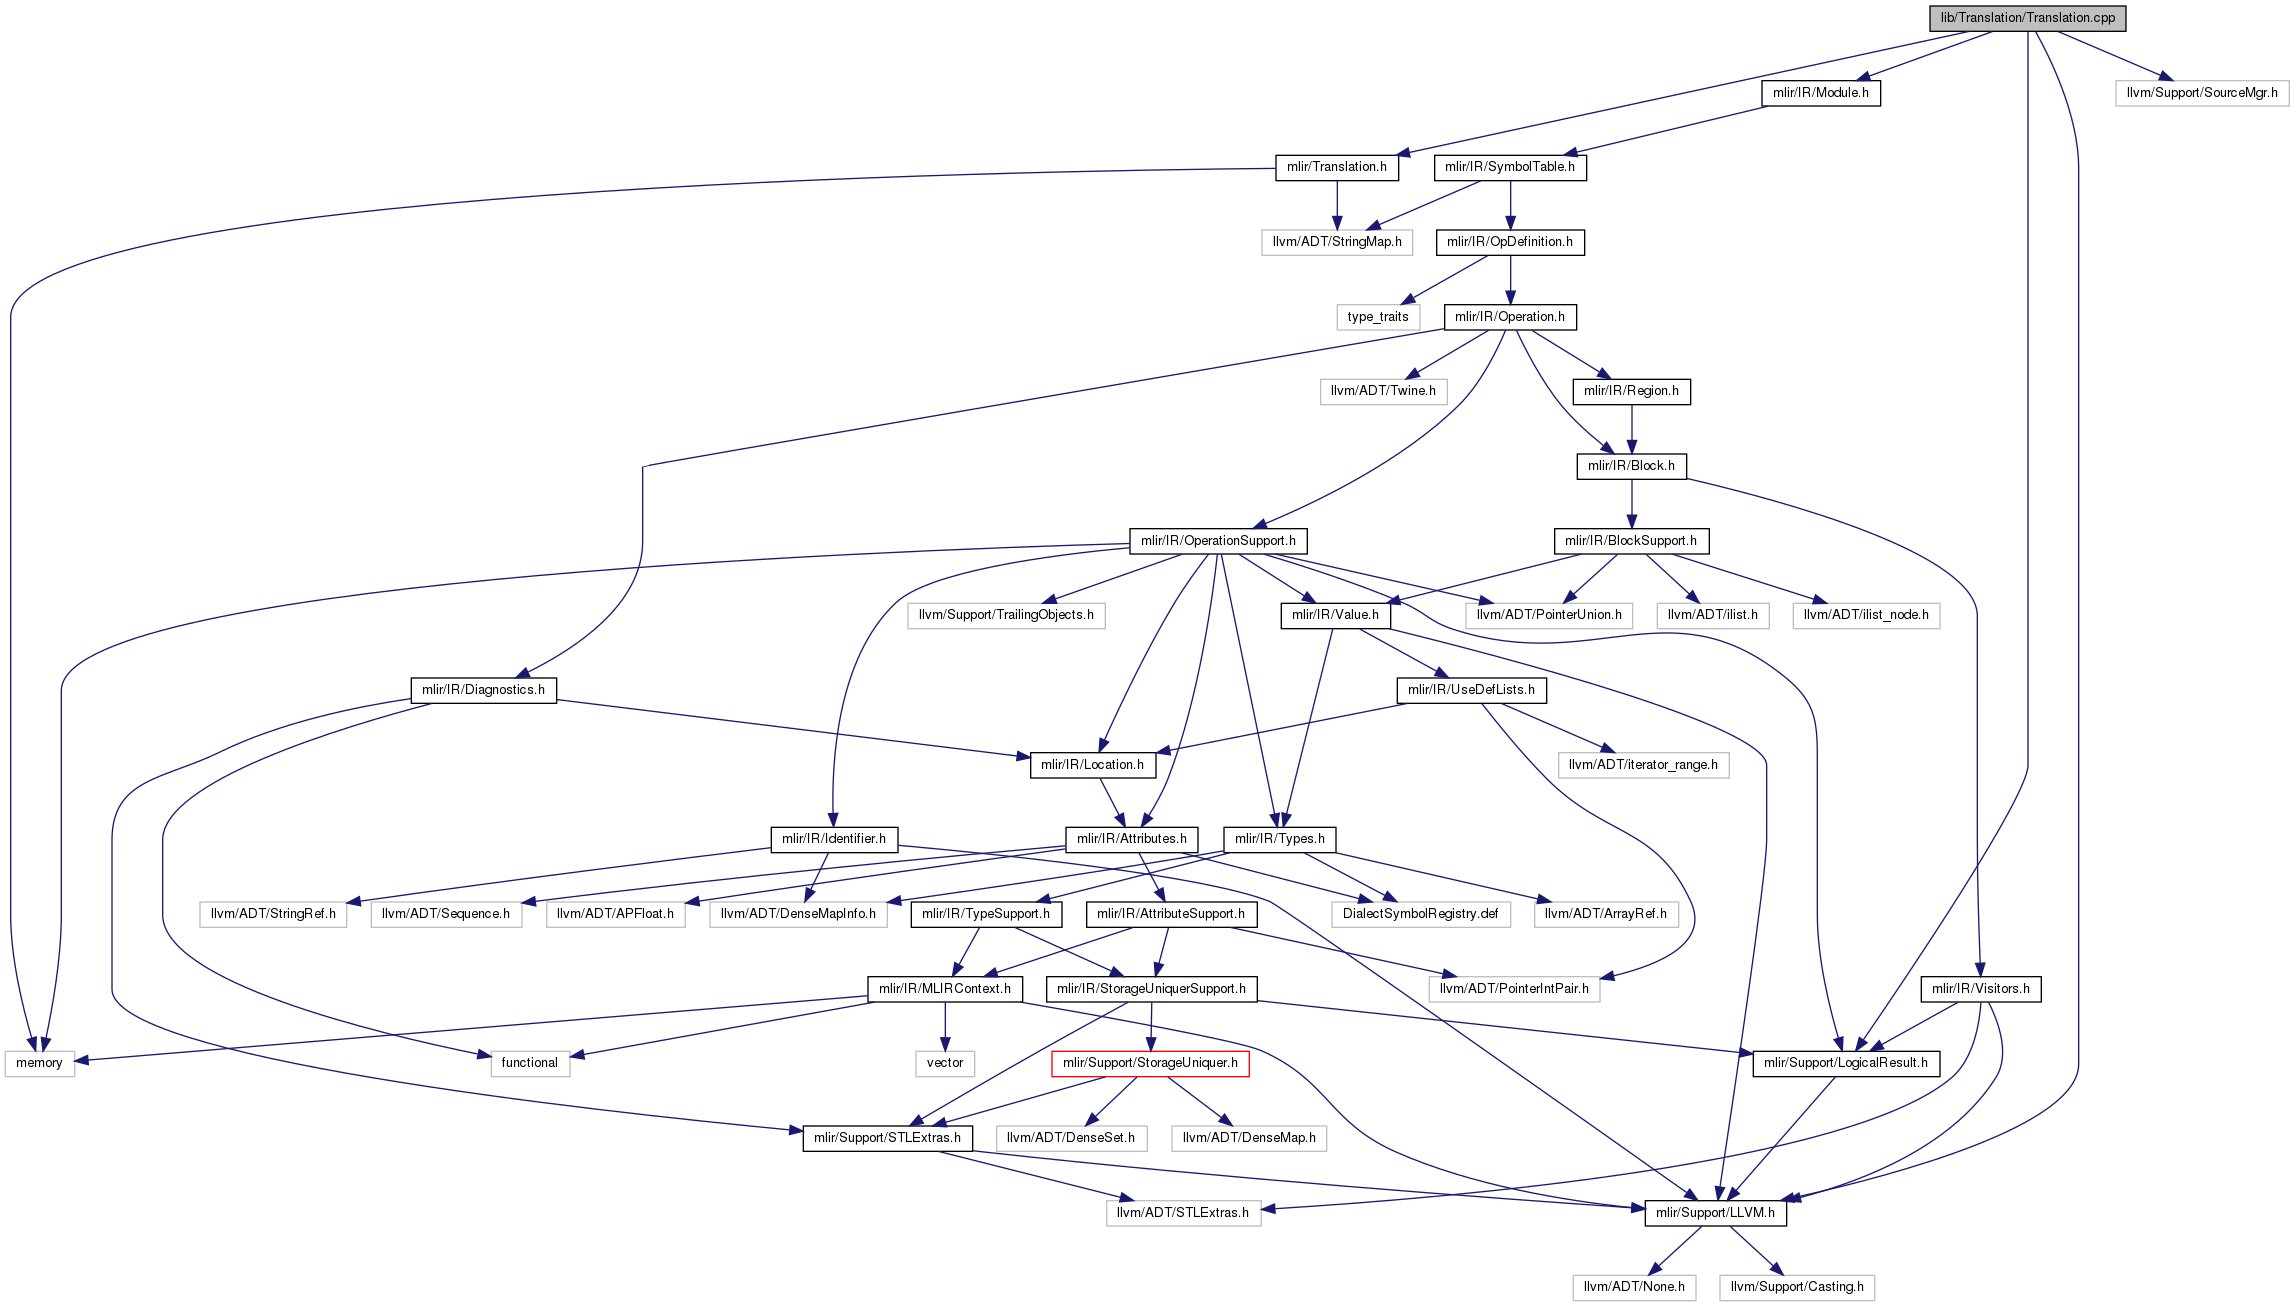 lib/Translation/Translation.cpp
mlir/IR/Module.h
llvm/Support/SourceMgr.h
mlir/Translation.h
mlir/IR/SymbolTable.h
llvm/ADT/StringMap.h
mlir/IR/OpDefinition.h
type_traits
mlir/IR/Operation.h
llvm/ADT/Twine.h
mlir/IR/Region.h
mlir/IR/Block.h
mlir/IR/OperationSupport.h
mlir/IR/BlockSupport.h
llvm/Support/TrailingObjects.h
mlir/IR/Value.h
llvm/ADT/PointerUnion.h
llvm/ADT/ilist.h
llvm/ADT/ilist_node.h
mlir/IR/Diagnostics.h
mlir/IR/UseDefLists.h
mlir/IR/Location.h
llvm/ADT/iterator_range.h
mlir/IR/Identifier.h
mlir/IR/Attributes.h
mlir/IR/Types.h
llvm/ADT/StringRef.h
llvm/ADT/Sequence.h
llvm/ADT/APFloat.h
llvm/ADT/DenseMapInfo.h
mlir/IR/TypeSupport.h
mlir/IR/AttributeSupport.h
DialectSymbolRegistry.def
llvm/ADT/ArrayRef.h
mlir/IR/MLIRContext.h
mlir/IR/StorageUniquerSupport.h
llvm/ADT/PointerIntPair.h
mlir/IR/Visitors.h
memory
functional
vector
mlir/Support/StorageUniquer.h
mlir/Support/LogicalResult.h
mlir/Support/STLExtras.h
llvm/ADT/DenseSet.h
llvm/ADT/DenseMap.h
llvm/ADT/STLExtras.h
mlir/Support/LLVM.h
llvm/ADT/None.h
llvm/Support/Casting.h